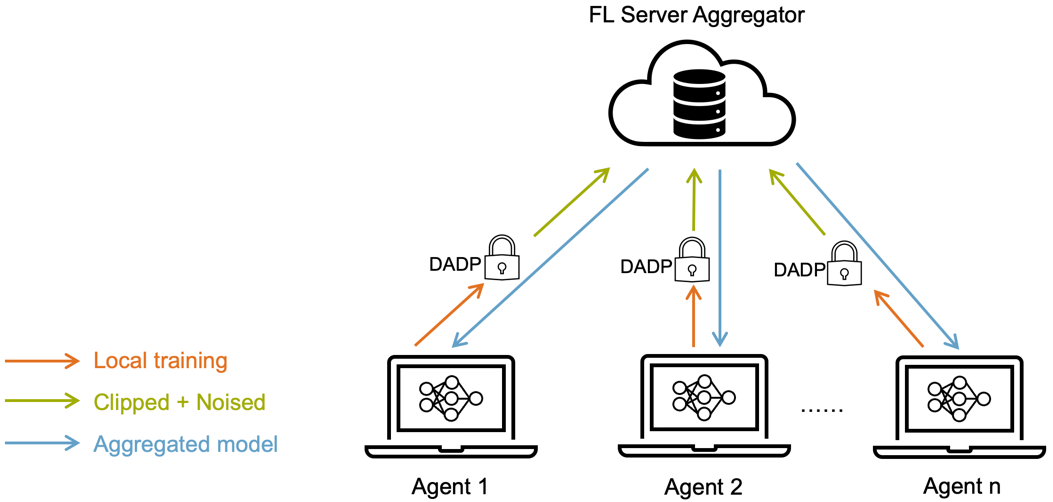 FL Server Aggregator
DADP
DADP
DADP
Local training
Clipped + Noised
Aggregated model
......
Agent 1
Agent 2
Agent n